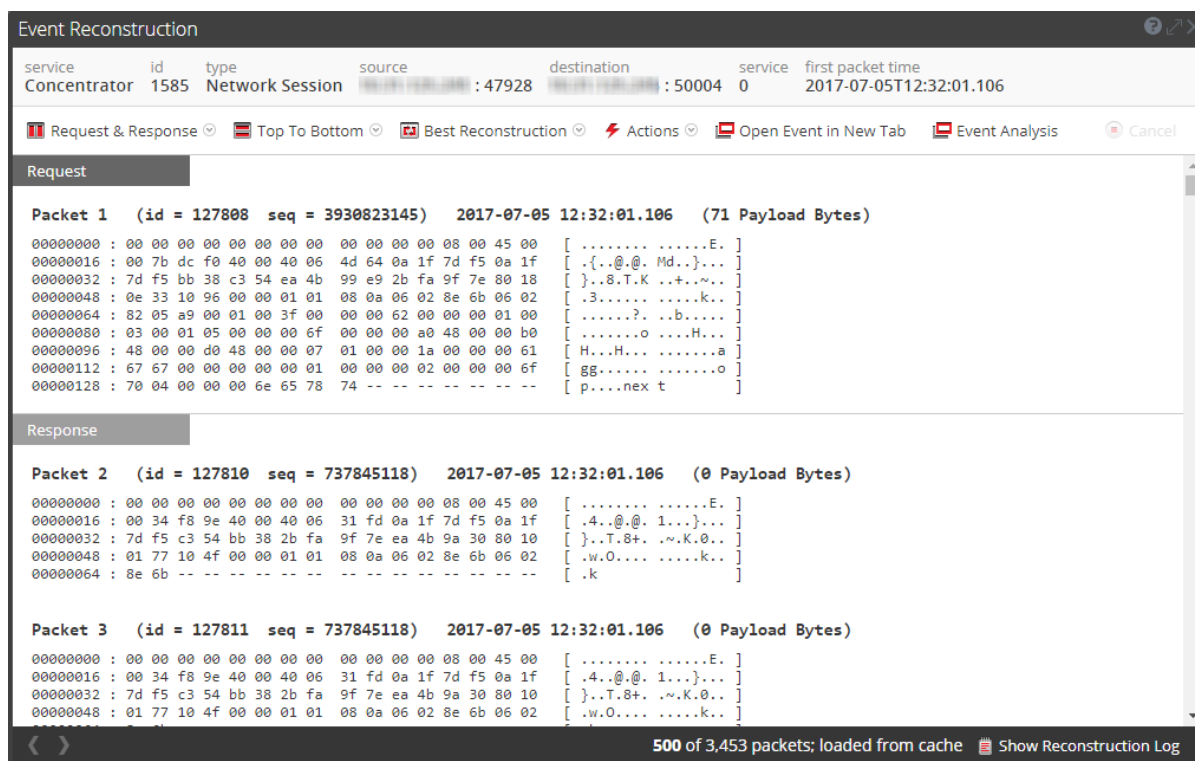 Event Reconstruction
service id type source destination service first packet time
Concentrator 1585 Network Session : 47928 : 50004 0 2017-07-05T12:32:01.106
Request & Response Top To Bottom Best Reconstruction Actions Open Event in New Tab Event Analysis Cancel
Request
Packet 1 (id = 127808 seq = 3930823145) 2017-07-05 12:32:01.106 (71 Payload Bytes)
00000000 : 00 00 00 00 00 00 00 00 00 00 00 00 08 00 45 00 [ ........ ......E. ]
00000016 : 00 7b dc f0 40 00 40 06 4d 64 0a 1f 7d f5 0a 1f [ .{..@.@. Md..}... ]
00000032 : 7d f5 bb 38 c3 54 ea 4b 99 e9 2b fa 9f 7e 80 18 [ }..8.T.K ..+..~.. ]
00000048 : 0e 33 10 96 00 00 01 01 08 0a 06 02 8e 6b 06 02 [ .3...... .....k.. ]
00000064 : 82 05 a9 00 01 00 3f 00 00 00 62 00 00 00 01 00 [ ......?. ..b..... ]
00000080 : 03 00 01 05 00 00 00 6f 00 00 00 a0 48 00 00 b0 [ .......o ....H... ]
00000096 : 48 00 00 d0 48 00 00 07 01 00 00 1a 00 00 00 61 [ H...H... .......a ]
00000112 : 67 67 00 00 00 00 00 01 00 00 00 02 00 00 00 6f [ gg...... .......o ]
00000128 : 70 04 00 00 00 6e 65 78 74 -- -- -- -- -- -- -- [ p....nex t ]
Response
Packet 2 (id = 127810 seq = 737845118) 2017-07-05 12:32:01.106 (0 Payload Bytes)
00000000 : 00 00 00 00 00 00 00 00 00 00 00 00 08 00 45 00 [ ........ ......E. ]
00000016 : 00 34 f8 9e 40 00 40 06 31 fd 0a 1f 7d f5 0a 1f [ .4..@.@. 1...}... ]
00000032 : 7d f5 c3 54 bb 38 2b fa 9f 7e ea 4b 9a 30 80 10 [ }..T.8+. .~.K.0.. ]
00000048 : 01 77 10 4f 00 00 01 01 08 0a 06 02 8e 6b 06 02 [ .w.O.... .....k.. ]
00000064 : 8e 6b -- -- -- -- -- -- -- -- -- -- -- -- -- -- [ .k ]
Packet 3 (id = 127811 seq = 737845118) 2017-07-05 12:32:01.106 (0 Payload Bytes)
00000000 : 00 00 00 00 00 00 00 00 00 00 00 00 08 00 45 00 [ ........ ......E. ]
00000016 : 00 34 f8 9e 40 00 40 06 31 fd 0a 1f 7d f5 0a 1f [ .4..@.@. 1...}... ]
00000032 : 7d f5 c3 54 bb 38 2b fa 9f 7e ea 4b 9a 30 80 10 [ }..T.8+. .~.K.0.. ]
00000048 : 01 77 10 4f 00 00 01 01 08 0a 06 02 8e 6b 06 02 [ .w.O.... .....k.. ]
500 of 3,453 packets; loaded from cache Show Reconstruction Log